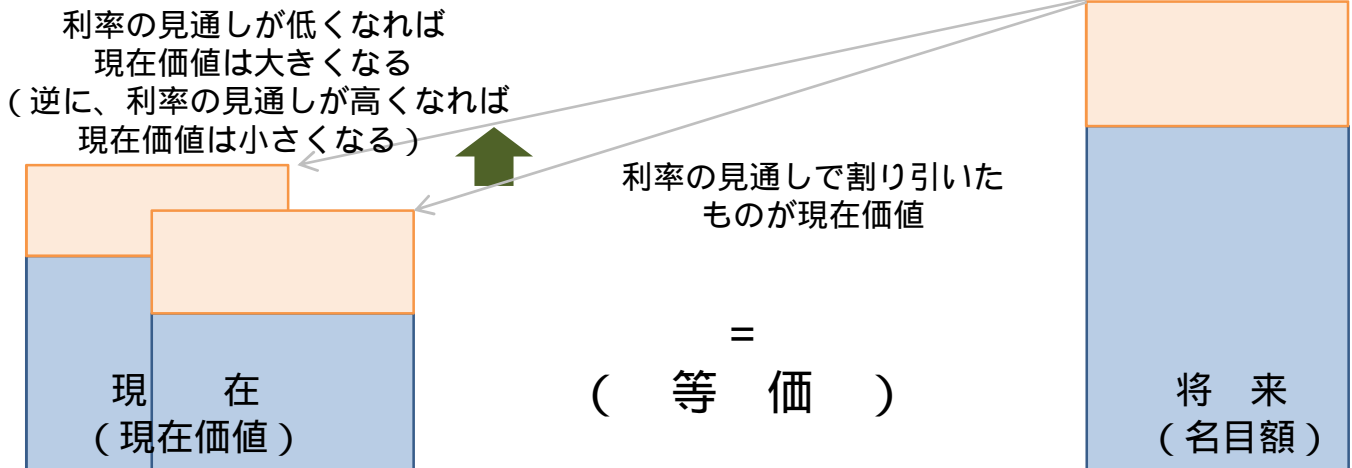 利率の見通しが低くなれば
現在価値は大きくなる
（逆に、利率の見通しが高くなれば
現在価値は小さくなる）
利率の見通しで割り引いた
ものが現在価値
=
（ 等 価 ）
現 在
（現在価値）
将 来
（名目額）